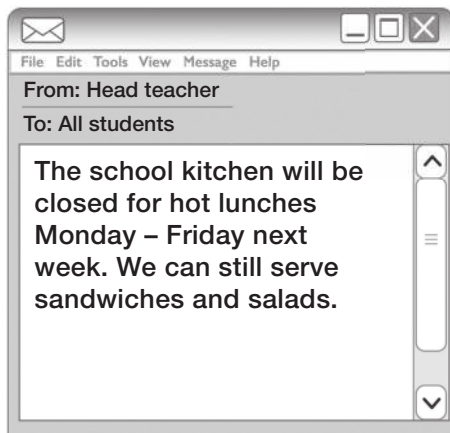 File Edit Tools View Message Help
From: Head teacher
To: All students
The school kitchen will be
closed for hot lunches
Monday – Friday next
week. We can still serve
sandwiches and salads.